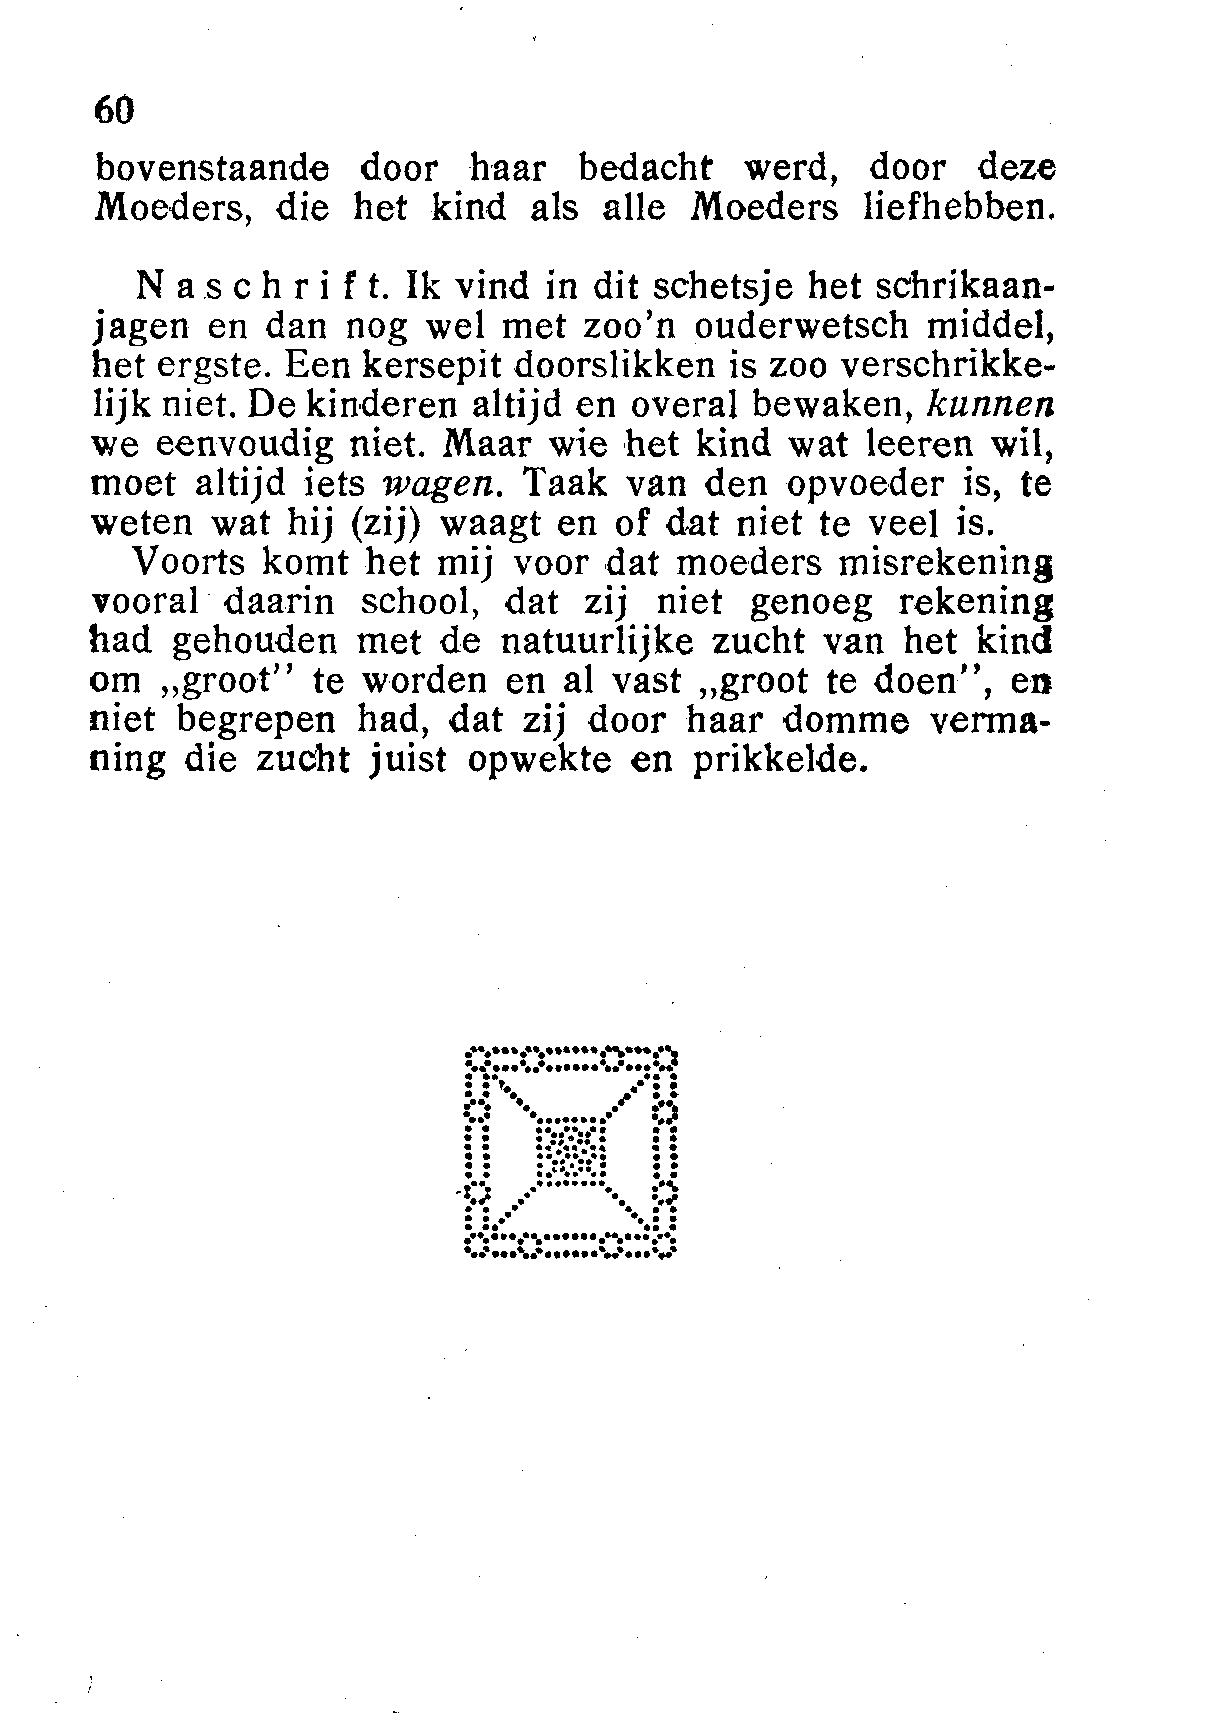 60
bovenstaande door haar bedacht werd, door deze
Moeders, die het kind als alle Moeders liefhebben.
N a s c h r i f t. Ik vind in dit schetsje het schrikaan-
jagen en dan nog wel met zoo'n ouderwetsch middel,
het ergste. Een kersepit doorslikken is zoo verschrikke-
lijk niet. De kinderen altijd en overal bewaken, kunnen
we eenvoudig niet. Maar wie het kind wat leeren wil,
moet altijd iets wagen. Taak van den opvoeder is, te
weten wat hij (zij) waagt en of dat niet te veel is.
Voorts komt het mij voor dat moeders misrekening
vooral daarin school, dat zij niet genoeg rekening
had gehouden met de natuurlijke zucht van het kind
om „groot” te worden en al vast „groot te doen”, en
niet begrepen had, dat zij door haar domme verma-
ning die zucht juist opwekte en prikkelde.